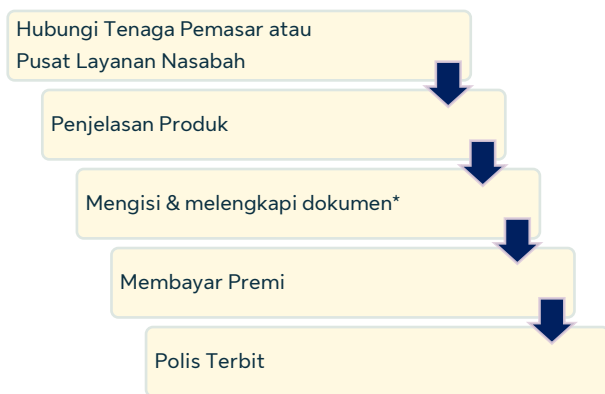 Hubungi Tenaga Pemasar atau
Pusat Layanan Nasabah
Penjelasan Produk
Mengisi & melengkapi dokumen*
Membayar Premi
Polis Terbit